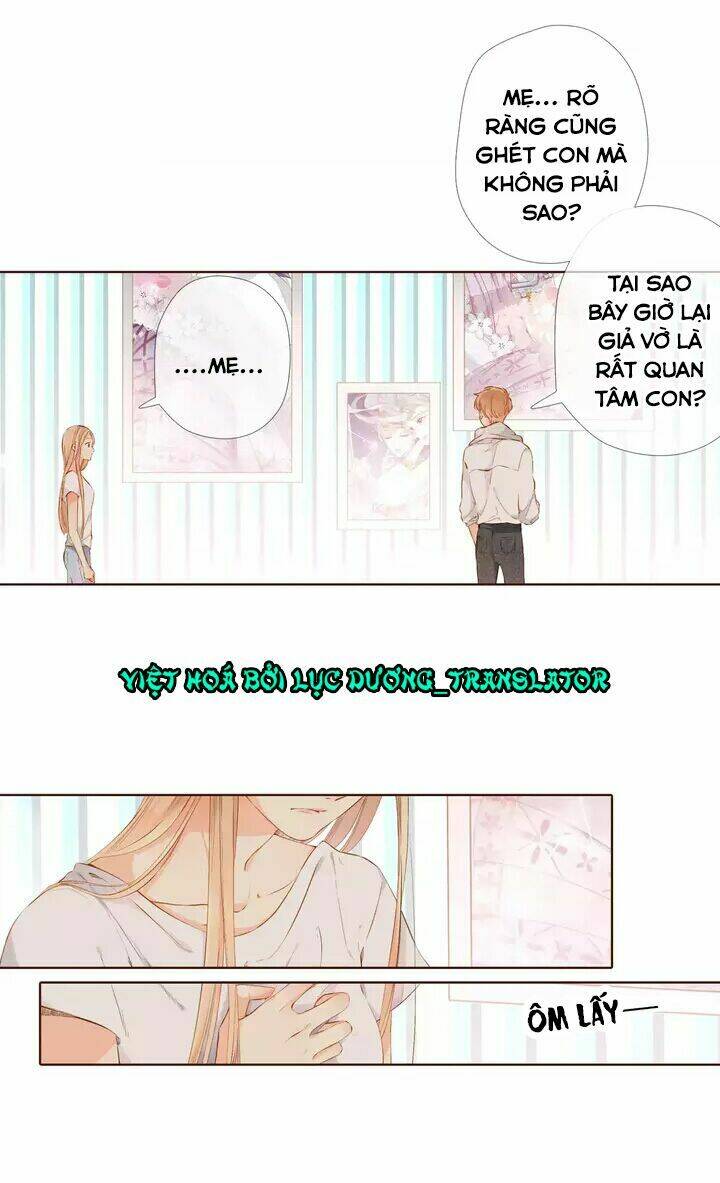 MẸ... RÕ
RÀNG CŨNG
GHÉT CON MÀ
KHÔNG PHẢI
SAO?
TẠI SAO
BÂY GIỜ LẠI
GIẢ VỜ LÀ
RẤT QUAN
TÂM CON?
....MẸ...
VIỆT HOÁ BỞI LỤC DƯƠNG_TRANSLATOR
ÔM LẤY—